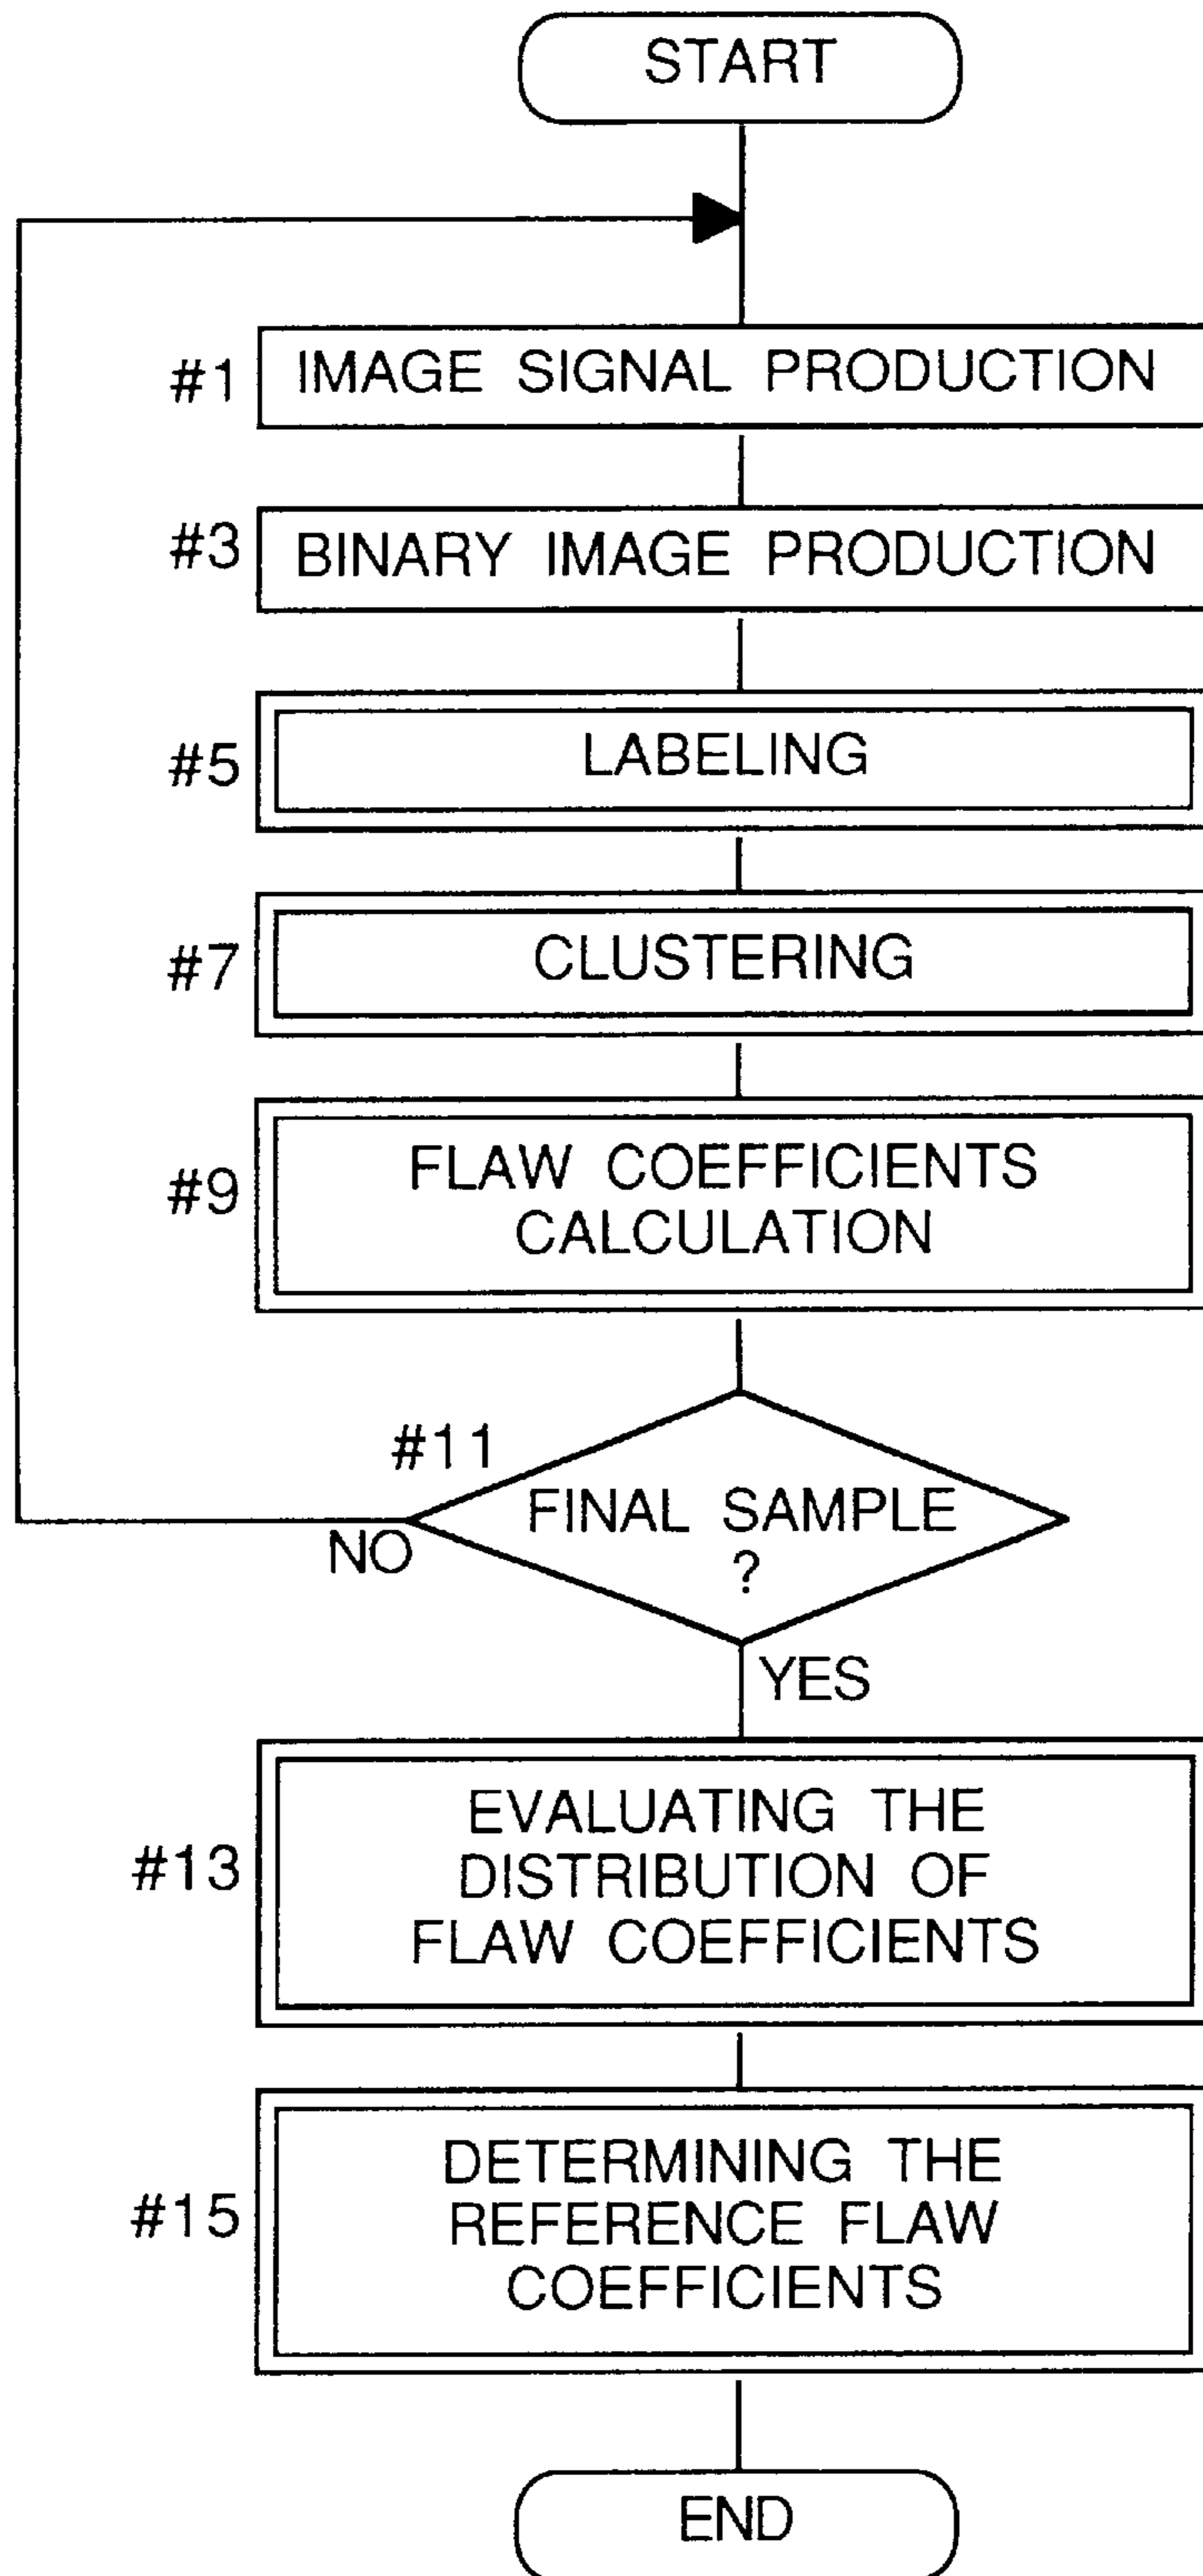 START
#1 IMAGE SIGNAL PRODUCTION
#3 BINARY IMAGE PRODUCTION
#5 LABELING
#7 CLUSTERING
#9 FLAW COEFFICIENTS
CALCULATION
#11
FINAL SAMPLE
?
NO
YES
#13 EVALUATING THE
DISTRIBUTION OF
FLAW COEFFICIENTS
#15 DETERMINING THE
REFERENCE FLAW
COEFFICIENTS
END